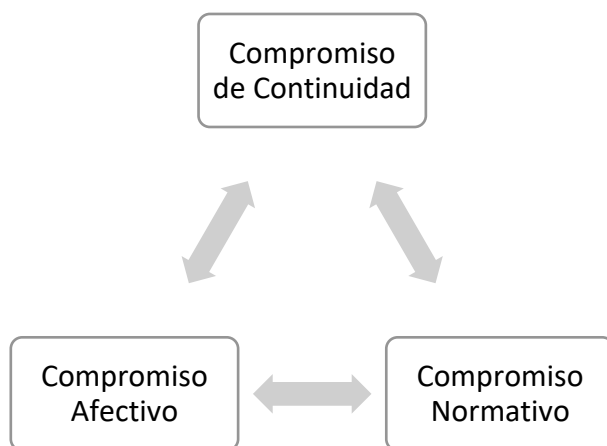 Compromiso
de Continuidad
Compromiso
Afectivo
Compromiso
Normativo